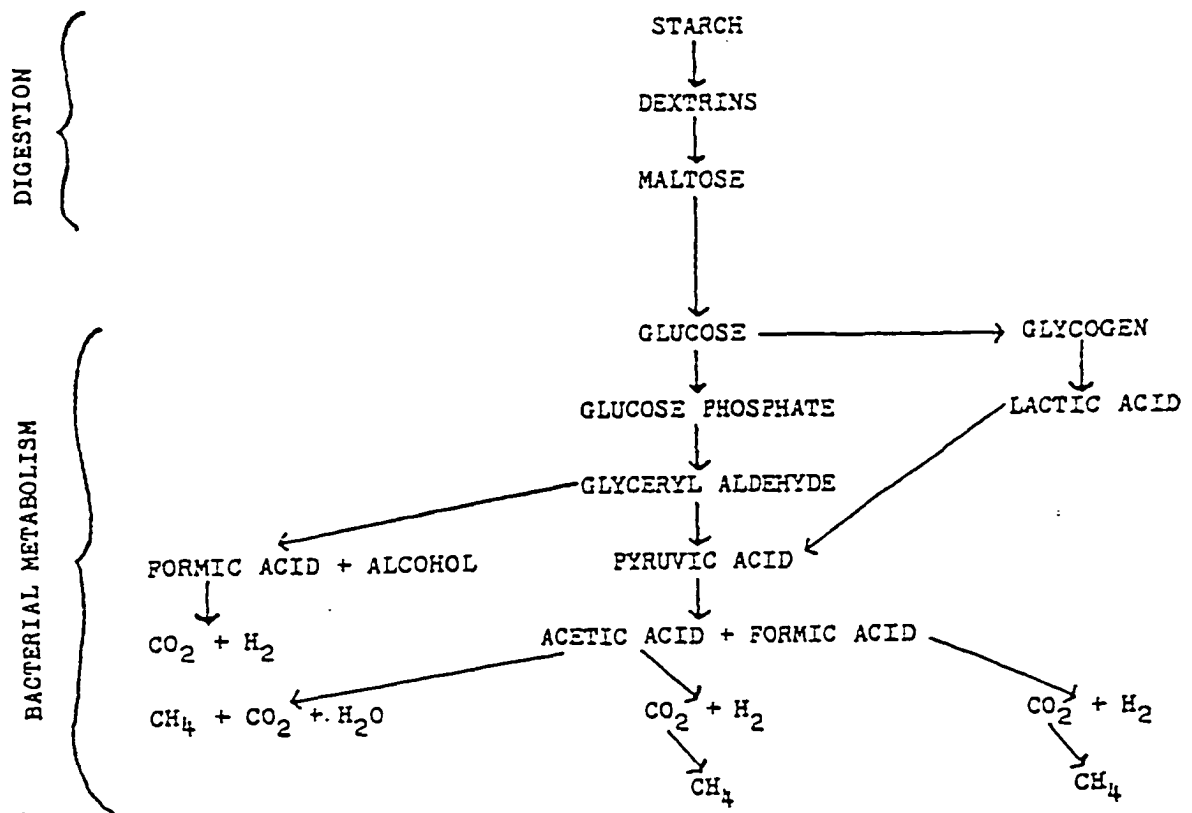 STARCH
DIGESTION
DEXTRINS
MALTOSE
GLUCOSE
GLYCOGEN
GLUCOSE PHOSPHATE
LACTIC ACID
BACTERIAL METABOLISM
GLYCERYL ALDEHYDE
FORMIC ACID + ALCOHOL
PYRUVIC ACID
CO2 + H2
ACETIC ACID + FORMIC ACID
CH4 + CO2 + H2O
CO2 + H2
CO2 + H2
CH4
CH4